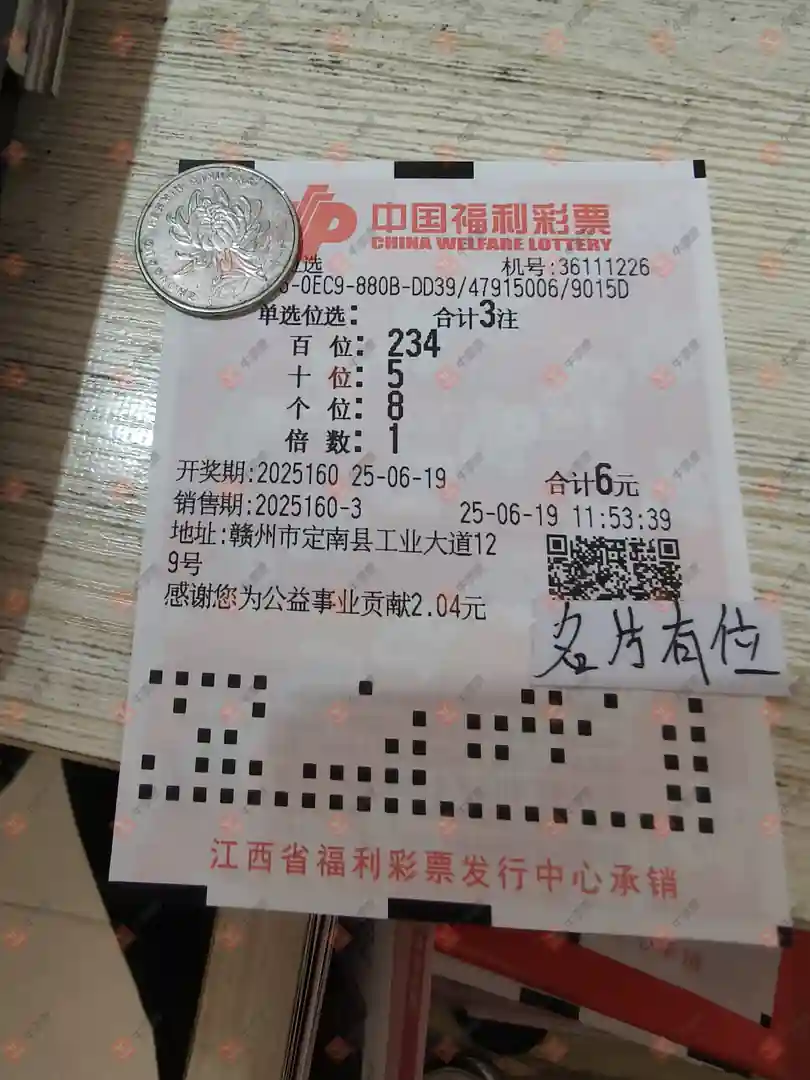 中国福利彩票
CHINA WELFARE LOTTERY
位选 机号:36111226
-0EC9-880B-DD39/47915006/9015D
单选位选： 合计3注
百 位：234
十 位：5
个 位：8
倍 数：1
开奖期:2025160 25-06-19 合计6元
销售期:2025160-3 25-06-19 11:53:39
地址:赣州市定南县工业大道12
9号
感谢您为公益事业贡献2.04元
名片有位
江西省福利彩票发行中心承销